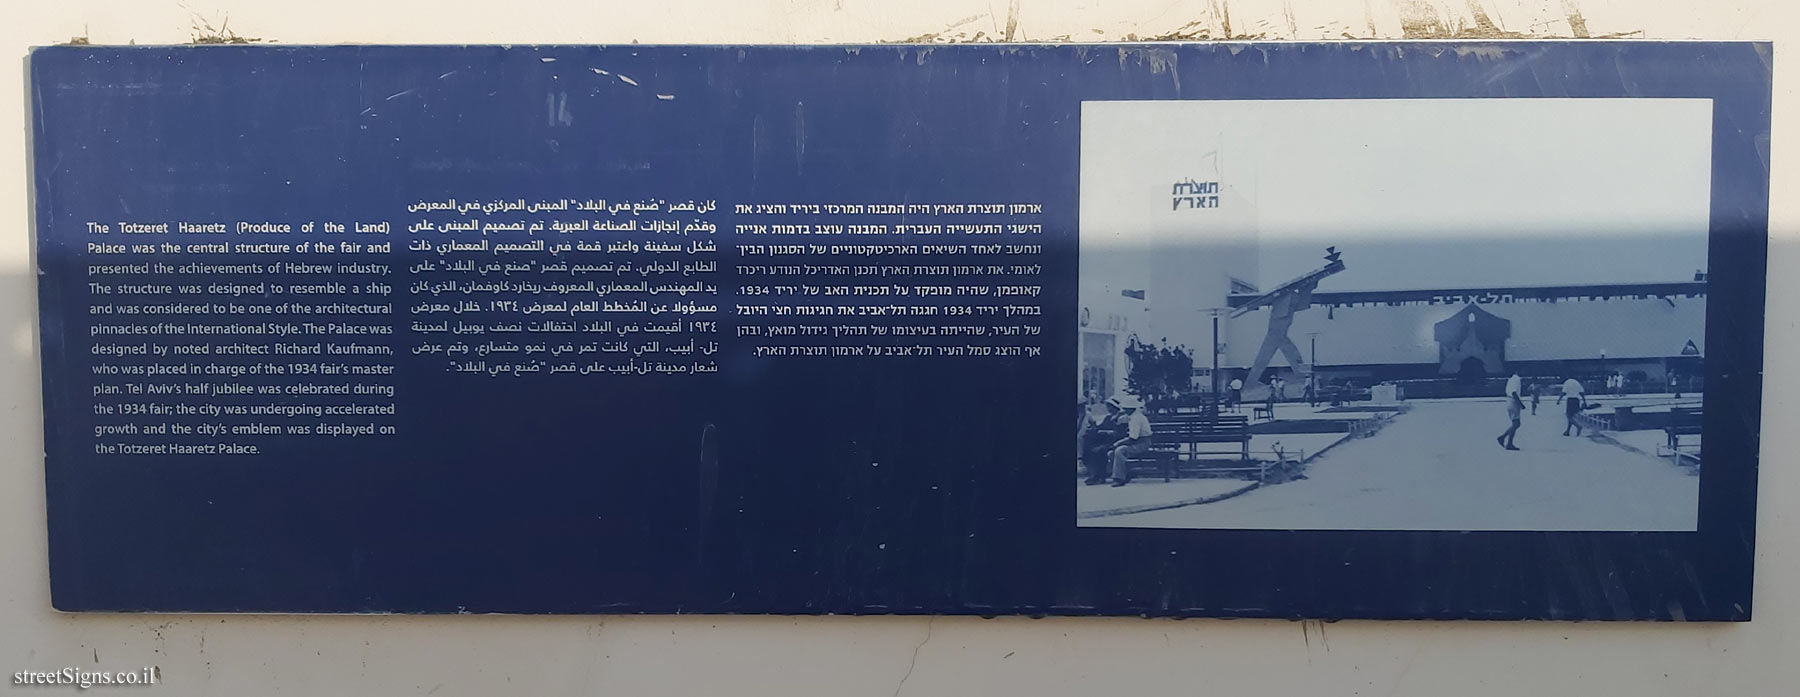 The Totzeret Haaretz (Produce of the Land)
Palace was the central structure of the fair and
presented the achievements of Hebrew industry.
The structure was designed to resemble a ship
and was considered to be one of the architectural
pinnacles of the International Style. The Palace was
designed by noted architect Richard Kaufmann,
who was placed in charge of the 1934 fair's master
plan. Tel Aviv's half jubilee was celebrated during
the 1934 fair; the city was undergoing accelerated
growth and the city's emblem was displayed on
the Totzeret Haaretz Palace.
كان قصر "صُنع في البلاد" المبنى المركزي في المعرض
وقدّم إنجازات الصناعة العبرية. تم تصميم المبنى على
شكل سفينة واعتبر قمة في التصميم المعماري ذات
الطابع الدولي. تم تصميم قصر "صنع في البلاد" على
يد المهندس المعماري المعروف ريخارد كاوفمان، الذي كان
مسؤولا عن المُخطط العام لمعرض ١٩٣٤. خلال معرض
١٩٣٤ أقيمت في البلاد احتفالات نصف يوبيل لمدينة
تل- أبيب، التي كانت تمر في نمو متسارع، وتم عرض
شعار مدينة تل-أبيب على قصر "صُنع في البلاد".
ארמון תוצרת הארץ היה המבנה המרכזי ביריד והציג את
הישגי התעשייה העברית. המבנה עוצב בדמות אנייה
ונחשב לאחד השיאים הארכיטקטוניים של הסגנון הבין־
לאומי. את ארמון תוצרת הארץ תכנן האדריכל הנודע ריכרד
קאופמן, שהיה מופקד על תכנית האב של יריד 1934.
במהלך יריד 1934 חגגה תל־אביב את חגיגות חצי היובל
של העיר, שהייתה בעיצומו של תהליך גידול מואץ, ובהן
אף הוצג סמל העיר תל־אביב על ארמון תוצרת הארץ.
תוצרת
הארץ
תל-אביב
14
streetSigns.co.il